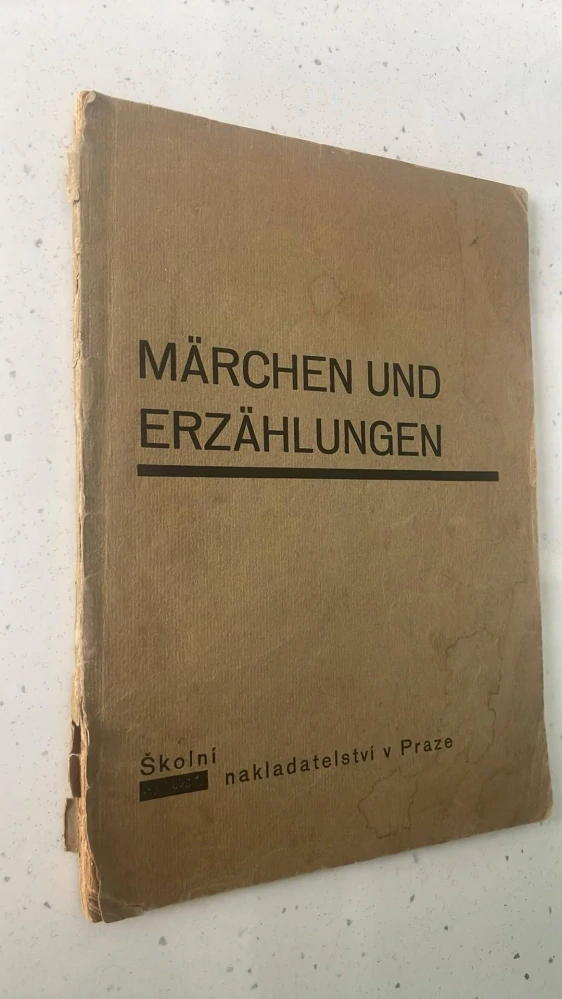 MÄRCHEN UND
ERZÄHLUNGEN
Školní
nakladatelství v Praze